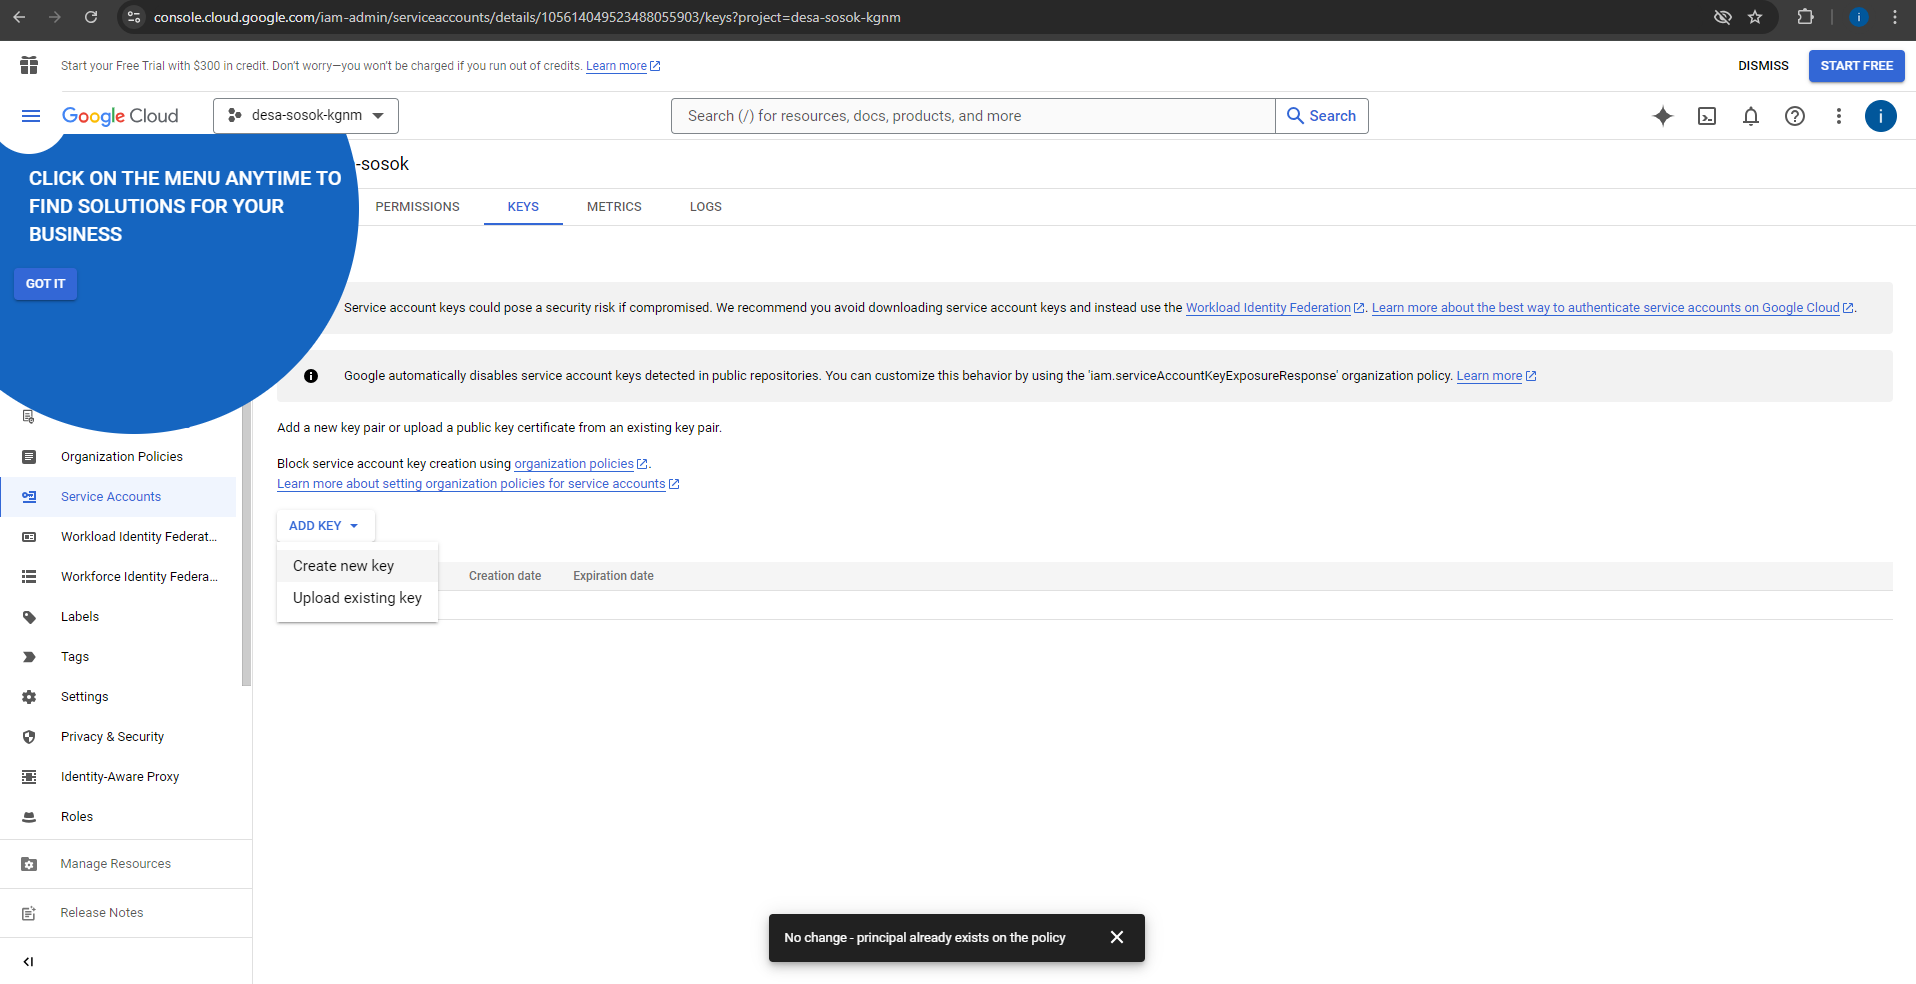 console.cloud.google.com/iam-admin/serviceaccounts/details/105614049523488055903/keys?project=desa-sosok-kgnm
i
Start your Free Trial with $300 in credit. Don't worry—you won't be charged if you run out of credits. Learn more
DISMISS
START FREE
Google Cloud
desa-sosok-kgnm
Search (/) for resources, docs, products, and more
Search
i
-sosok
CLICK ON THE MENU ANYTIME TO
FIND SOLUTIONS FOR YOUR
BUSINESS
GOT IT
PERMISSIONS
KEYS
METRICS
LOGS
Service account keys could pose a security risk if compromised. We recommend you avoid downloading service account keys and instead use the Workload Identity Federation. Learn more about the best way to authenticate service accounts on Google Cloud.
Google automatically disables service account keys detected in public repositories. You can customize this behavior by using the 'iam.serviceAccountKeyExposureResponse' organization policy. Learn more
Add a new key pair or upload a public key certificate from an existing key pair.
Block service account key creation using organization policies.
Learn more about setting organization policies for service accounts
ADD KEY
Create new key
Upload existing key
Creation date
Expiration date
Organization Policies
Service Accounts
Workload Identity Federat...
Workforce Identity Federa...
Labels
Tags
Settings
Privacy & Security
Identity-Aware Proxy
Roles
Manage Resources
Release Notes
No change - principal already exists on the policy